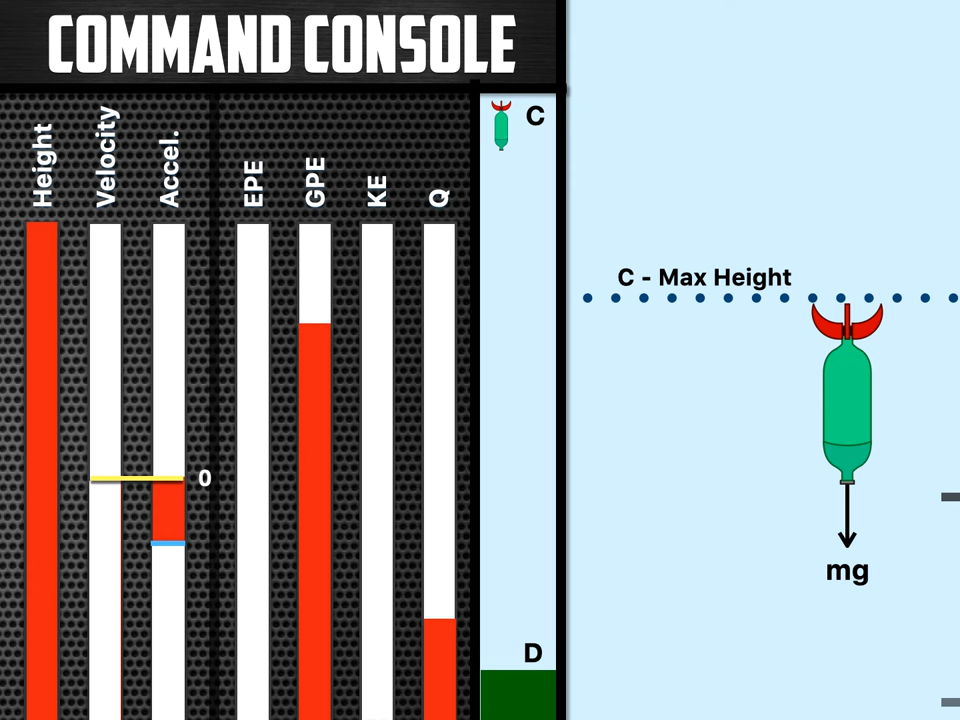 COMMAND CONSOLE
Height
Velocity
Accel.
EPE
GPE
KE
Q
0
C
D
C - Max Height
mg